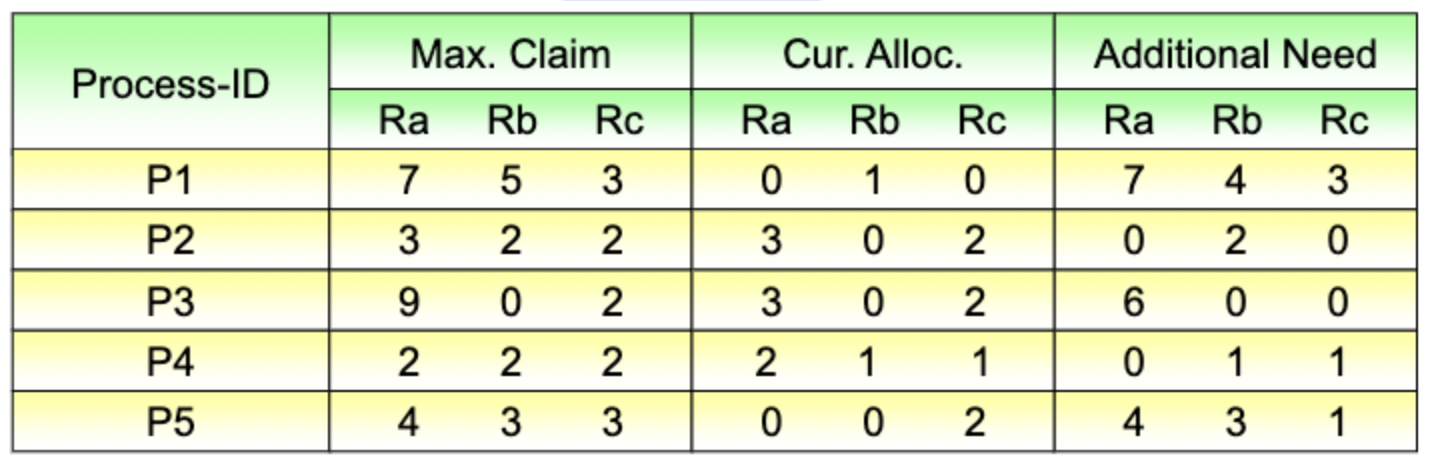 Process-ID Max. Claim Cur. Alloc. Additional Need
Ra Rb Rc Ra Rb Rc Ra Rb Rc
P1 7 5 3 0 1 0 7 4 3
P2 3 2 2 3 0 2 0 2 0
P3 9 0 2 3 0 2 6 0 0
P4 2 2 2 2 1 1 0 1 1
P5 4 3 3 0 0 2 4 3 1